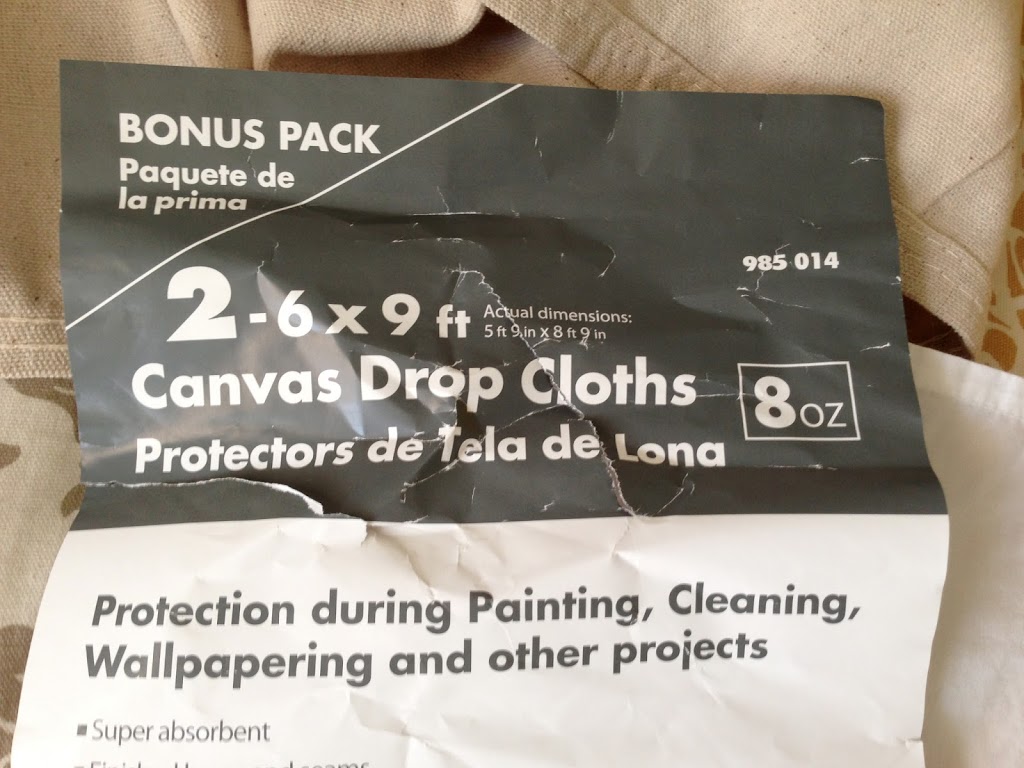 BONUS PACK
Paquete de
la prima
985 014
2-6 x 9 ft
Actual dimensions:
5 ft 9 in x 8 ft 9 in
Canvas Drop Cloths
8 OZ
Protectors de Tela de Lona
Protection during Painting, Cleaning,
Wallpapering and other projects
▪ Super absorbent